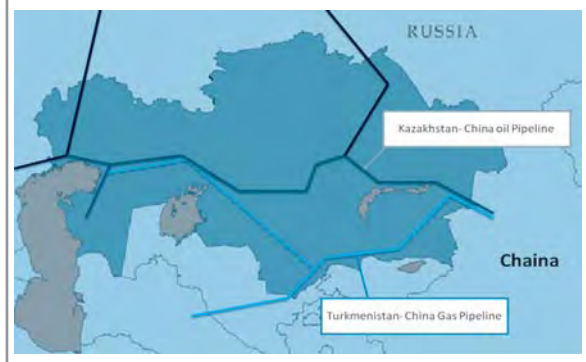 RUSSIA
Kazakhstan- China oil Pipeline
Chaina
Turkmenistan- China Gas Pipeline